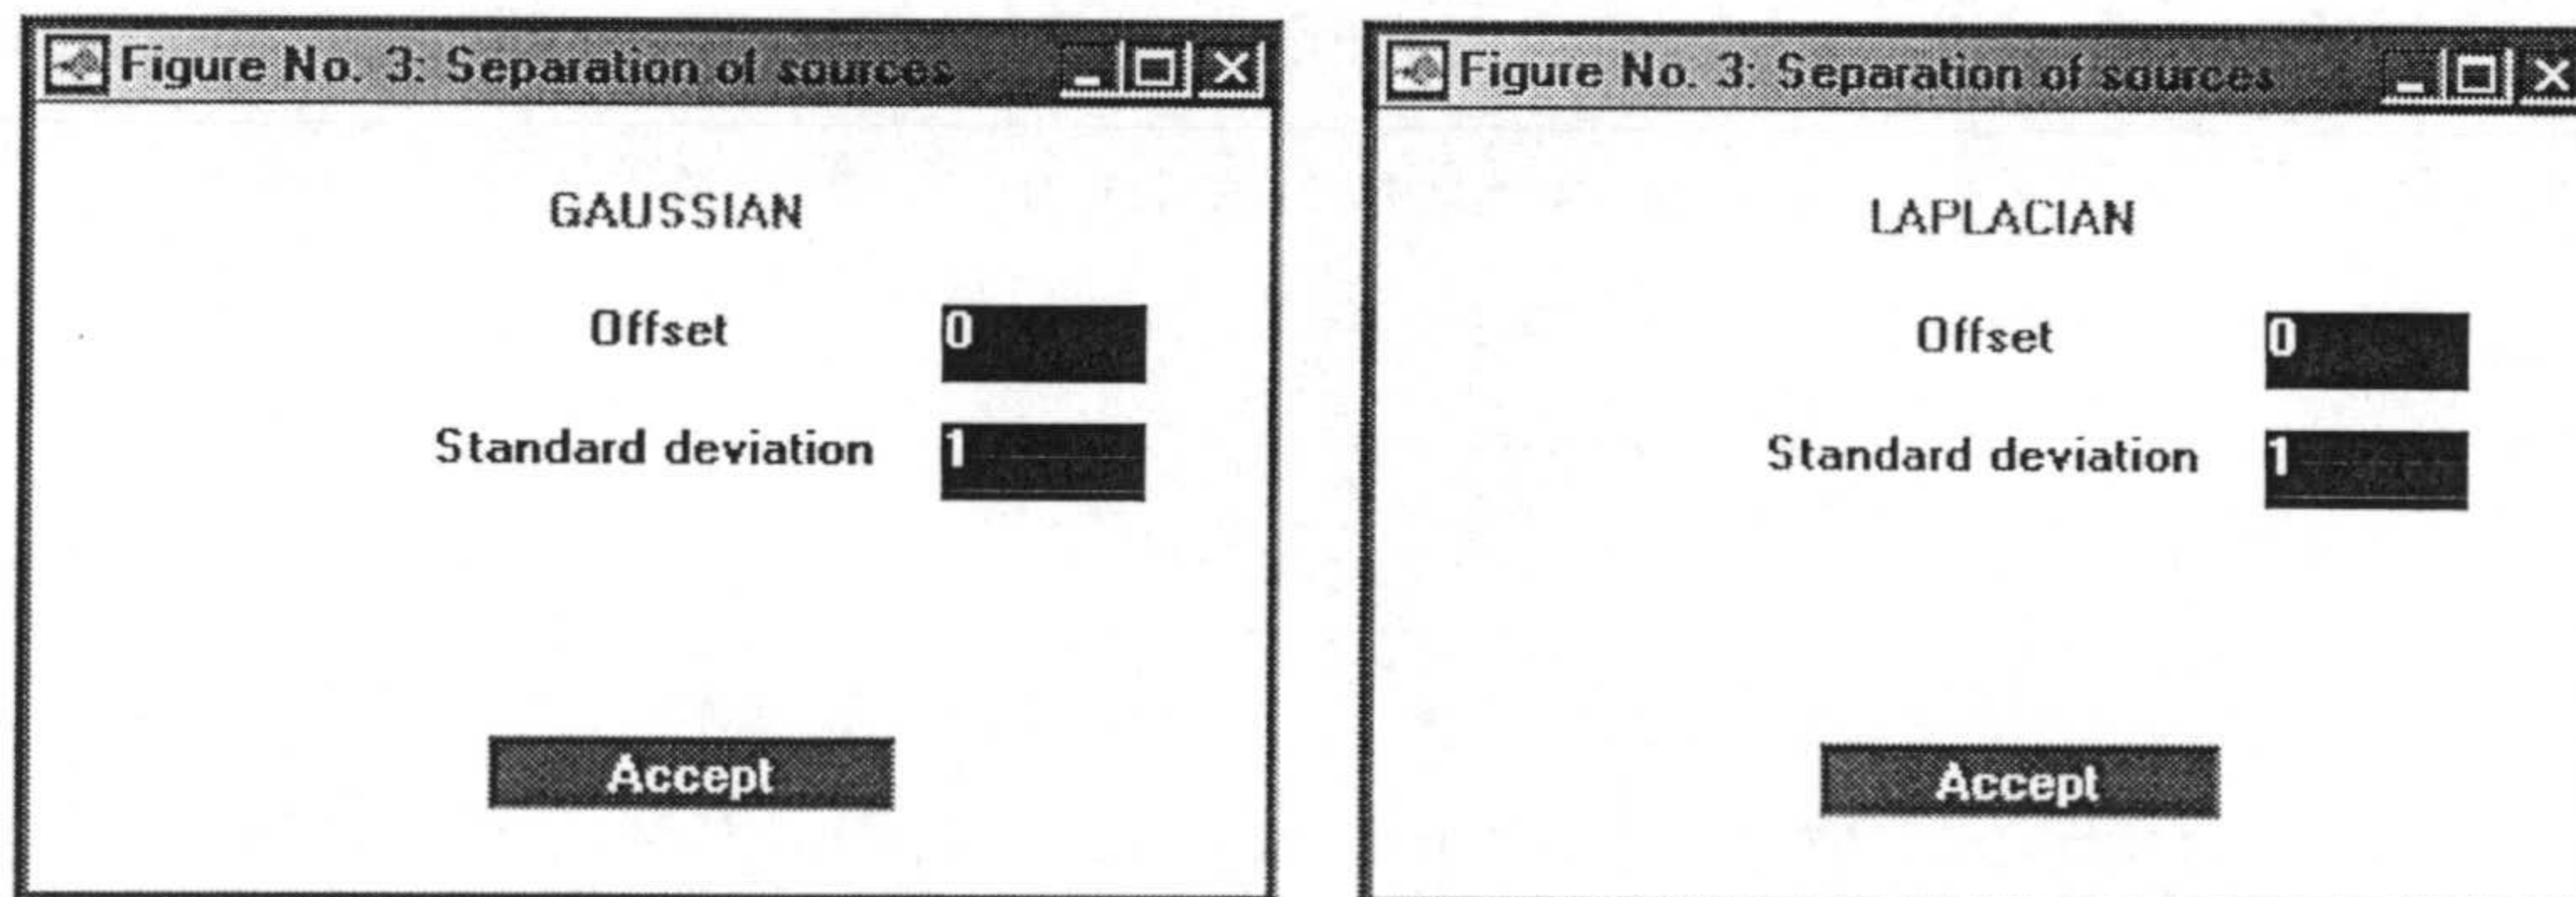 Figure No. 3: Separation of sources
GAUSSIAN
Offset 0
Standard deviation 1
Accept
Figure No. 3: Separation of sources
LAPLACIAN
Offset 0
Standard deviation 1
Accept